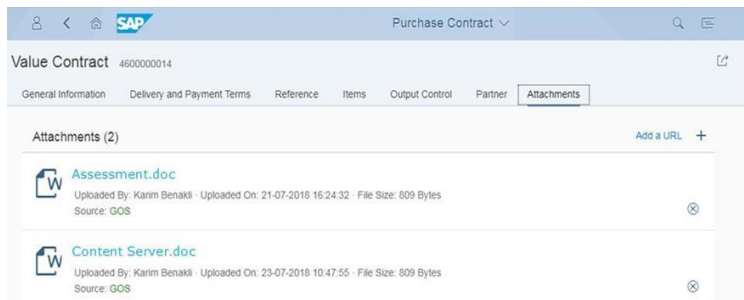 SAP Purchase Contract
Value Contract 4600000014
General Information Delivery and Payment Terms Reference Items Output Control Partner Attachments
Attachments (2) Add a URL +
W Assessment.doc
Uploaded By: Karim Benakli · Uploaded On: 21-07-2018 16:24:32 · File Size: 809 Bytes
Source: GOS
W Content Server.doc
Uploaded By: Karim Benakli · Uploaded On: 23-07-2018 10:47:55 · File Size: 809 Bytes
Source: GOS